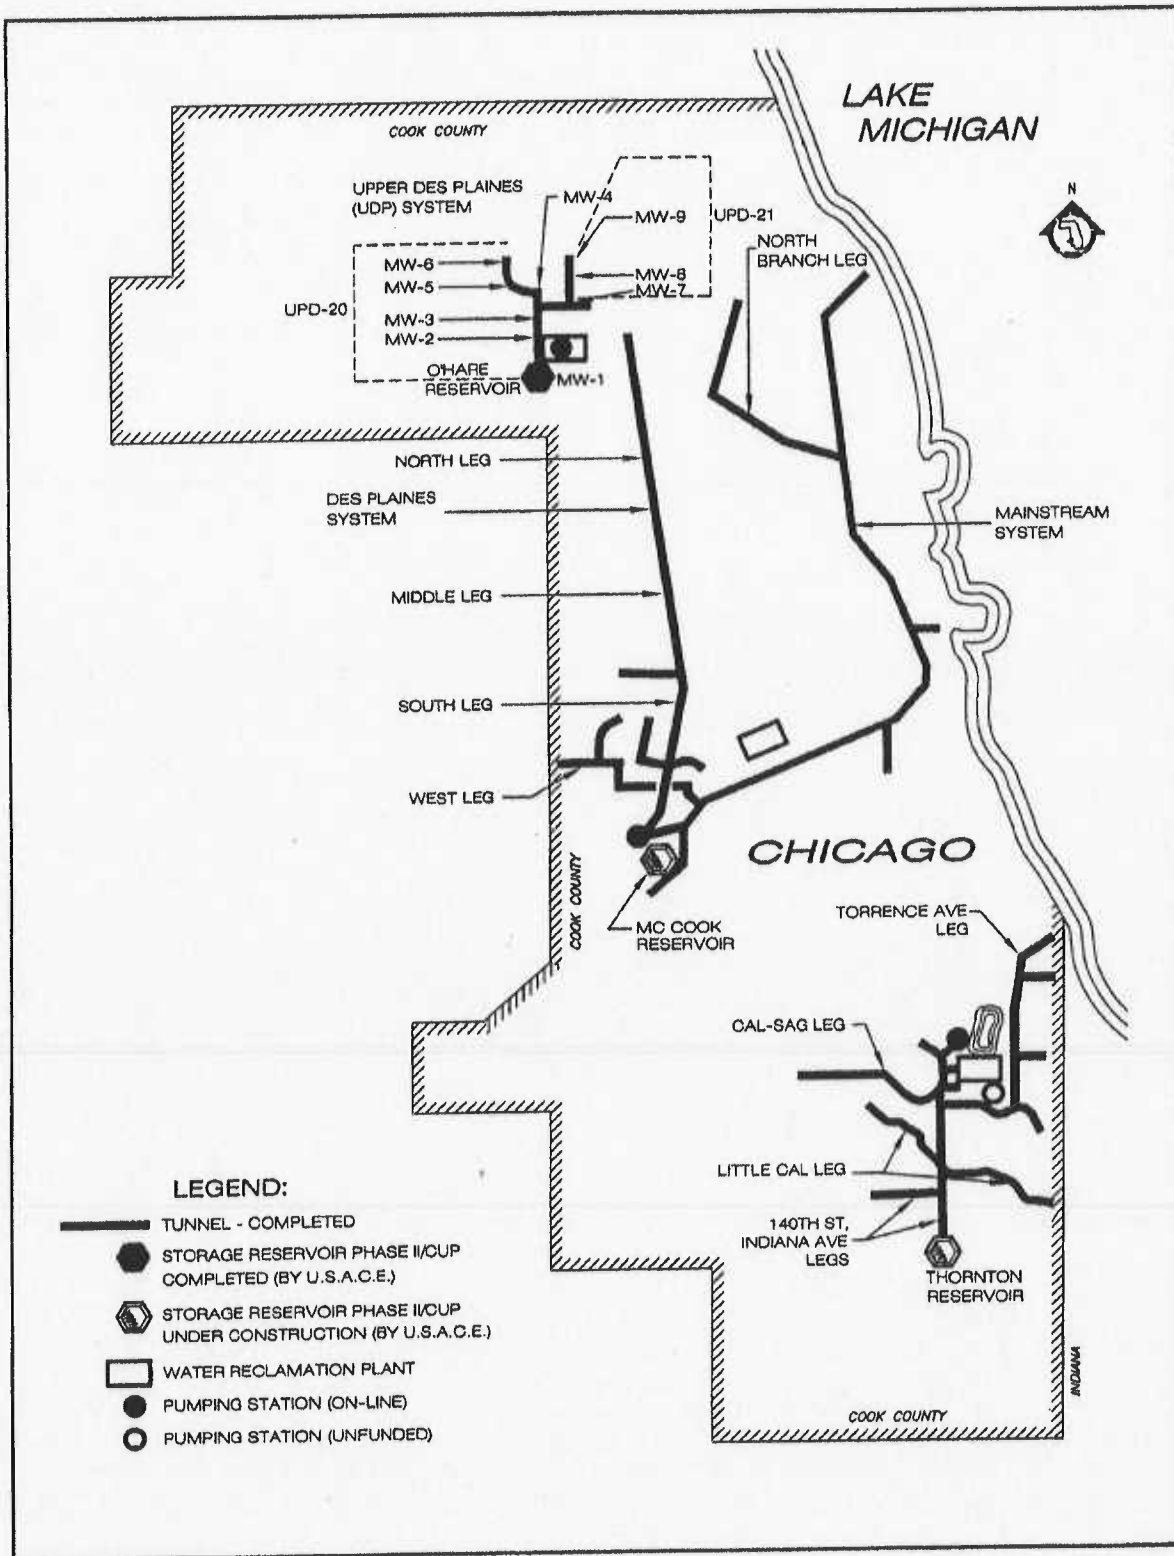 LAKE
MICHIGAN
COOK COUNTY
UPPER DES PLAINES
(UDP) SYSTEM
MW-4
MW-9
UPD-21
N
NORTH
BRANCH LEG
MW-6
MW-5
MW-8
MW-7
UPD-20
MW-3
MW-2
O'HARE
RESERVOIR
MW-1
NORTH LEG
DES PLAINES
SYSTEM
MAINSTREAM
SYSTEM
MIDDLE LEG
SOUTH LEG
WEST LEG
CHICAGO
COOK COUNTY
MC COOK
RESERVOIR
TORRENCE AVE
LEG
CAL-SAG LEG
LITTLE CAL LEG
140TH ST,
INDIANA AVE
LEGS
THORNTON
RESERVOIR
INDIANA
COOK COUNTY
LEGEND:
TUNNEL - COMPLETED
STORAGE RESERVOIR PHASE II/CUP
COMPLETED (BY U.S.A.C.E.)
STORAGE RESERVOIR PHASE II/CUP
UNDER CONSTRUCTION (BY U.S.A.C.E.)
WATER RECLAMATION PLANT
PUMPING STATION (ON-LINE)
PUMPING STATION (UNFUNDED)